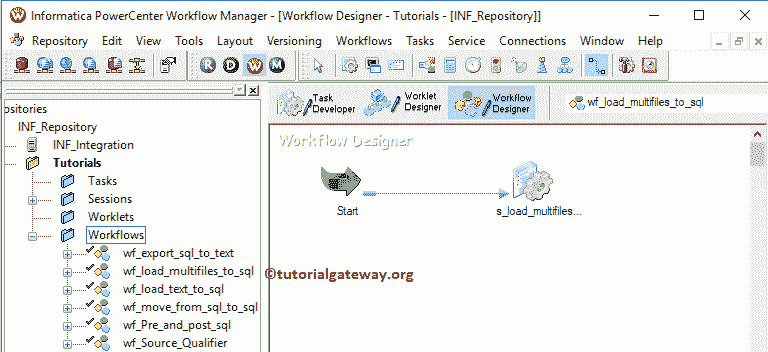 Informatica PowerCenter Workflow Manager - [Workflow Designer - Tutorials - [INF_Repository]]
Repository Edit View Tools Layout Versioning Workflows Tasks Service Connections Window Help
R D W M
Task Developer
Worklet Designer
Workflow Designer
wf_load_multifiles_to_sql
ositories
INF_Repository
INF_Integration
Tutorials
Tasks
Sessions
Worklets
Workflows
wf_export_sql_to_text
wf_load_multifiles_to_sql
wf_load_text_to_sql
wf_move_from_sql_to_sql
wf_Pre_and_post_sql
wf_Source_Qualifier
Workflow Designer
Start
s_load_multifiles...
©tutorialgateway.org